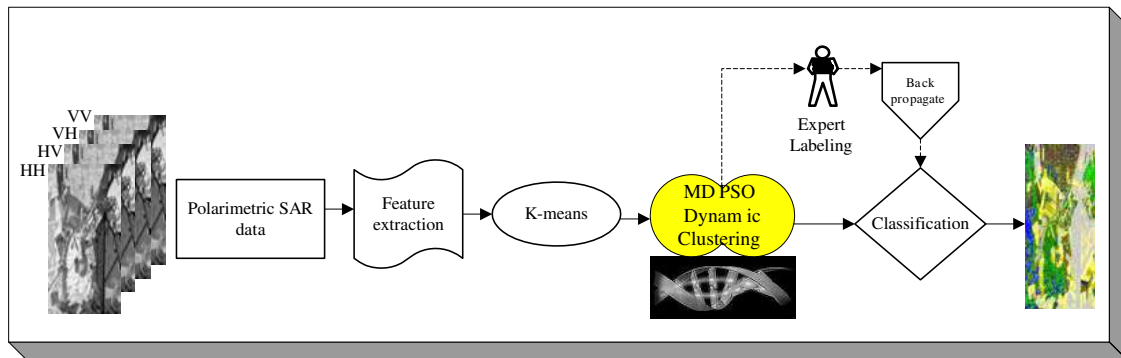 VV
VH
HV
HH
Polarimetric SAR
data
Feature
extraction
K-means
MD PSO
Dynam ic
Clustering
Expert
Labeling
Back
propagate
Classification